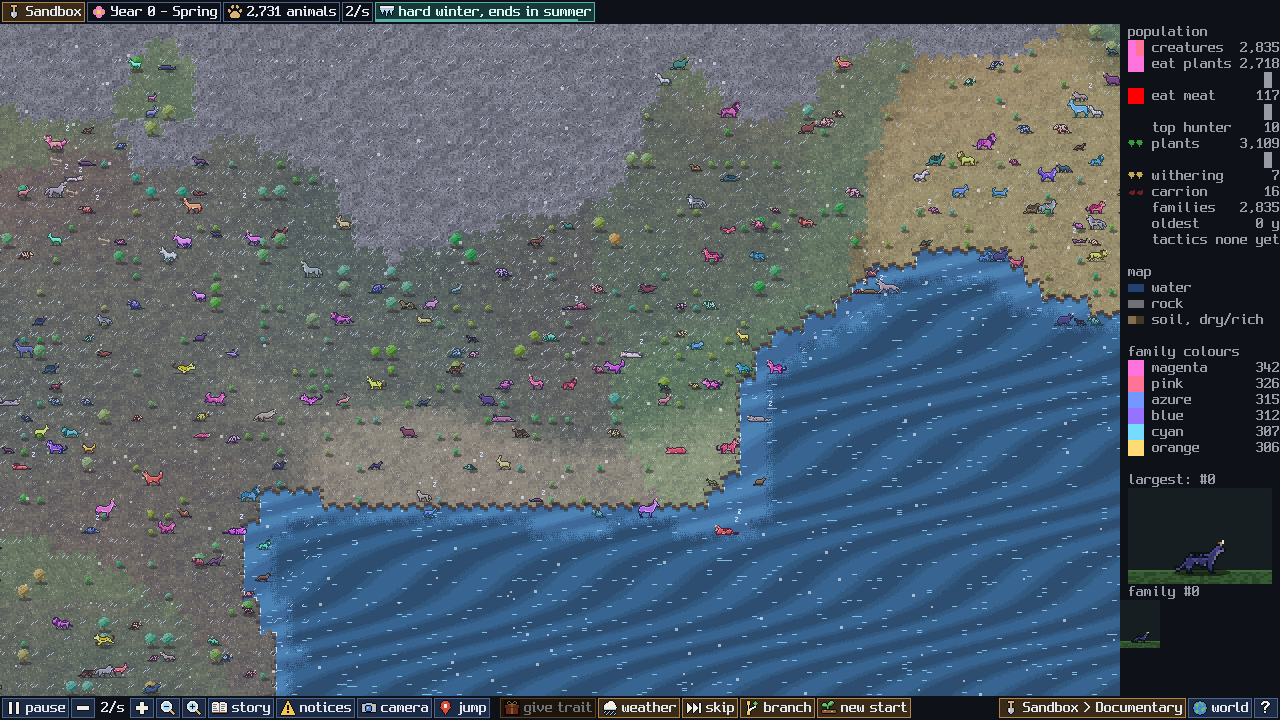 Sandbox Year 0 - Spring 2,731 animals 2/s hard winter, ends in summer
population
creatures 2,835
eat plants 2,718
eat meat 117
top hunter 10
plants 3,109
withering 7
carrion 16
families 2,835
oldest 0 y
tactics none yet
map
water
rock
soil, dry/rich
family colours
magenta 342
pink 326
azure 315
blue 312
cyan 307
orange 306
largest: #0
family #0
pause 2/s story notices camera jump give trait weather skip branch new start Sandbox > Documentary world ?